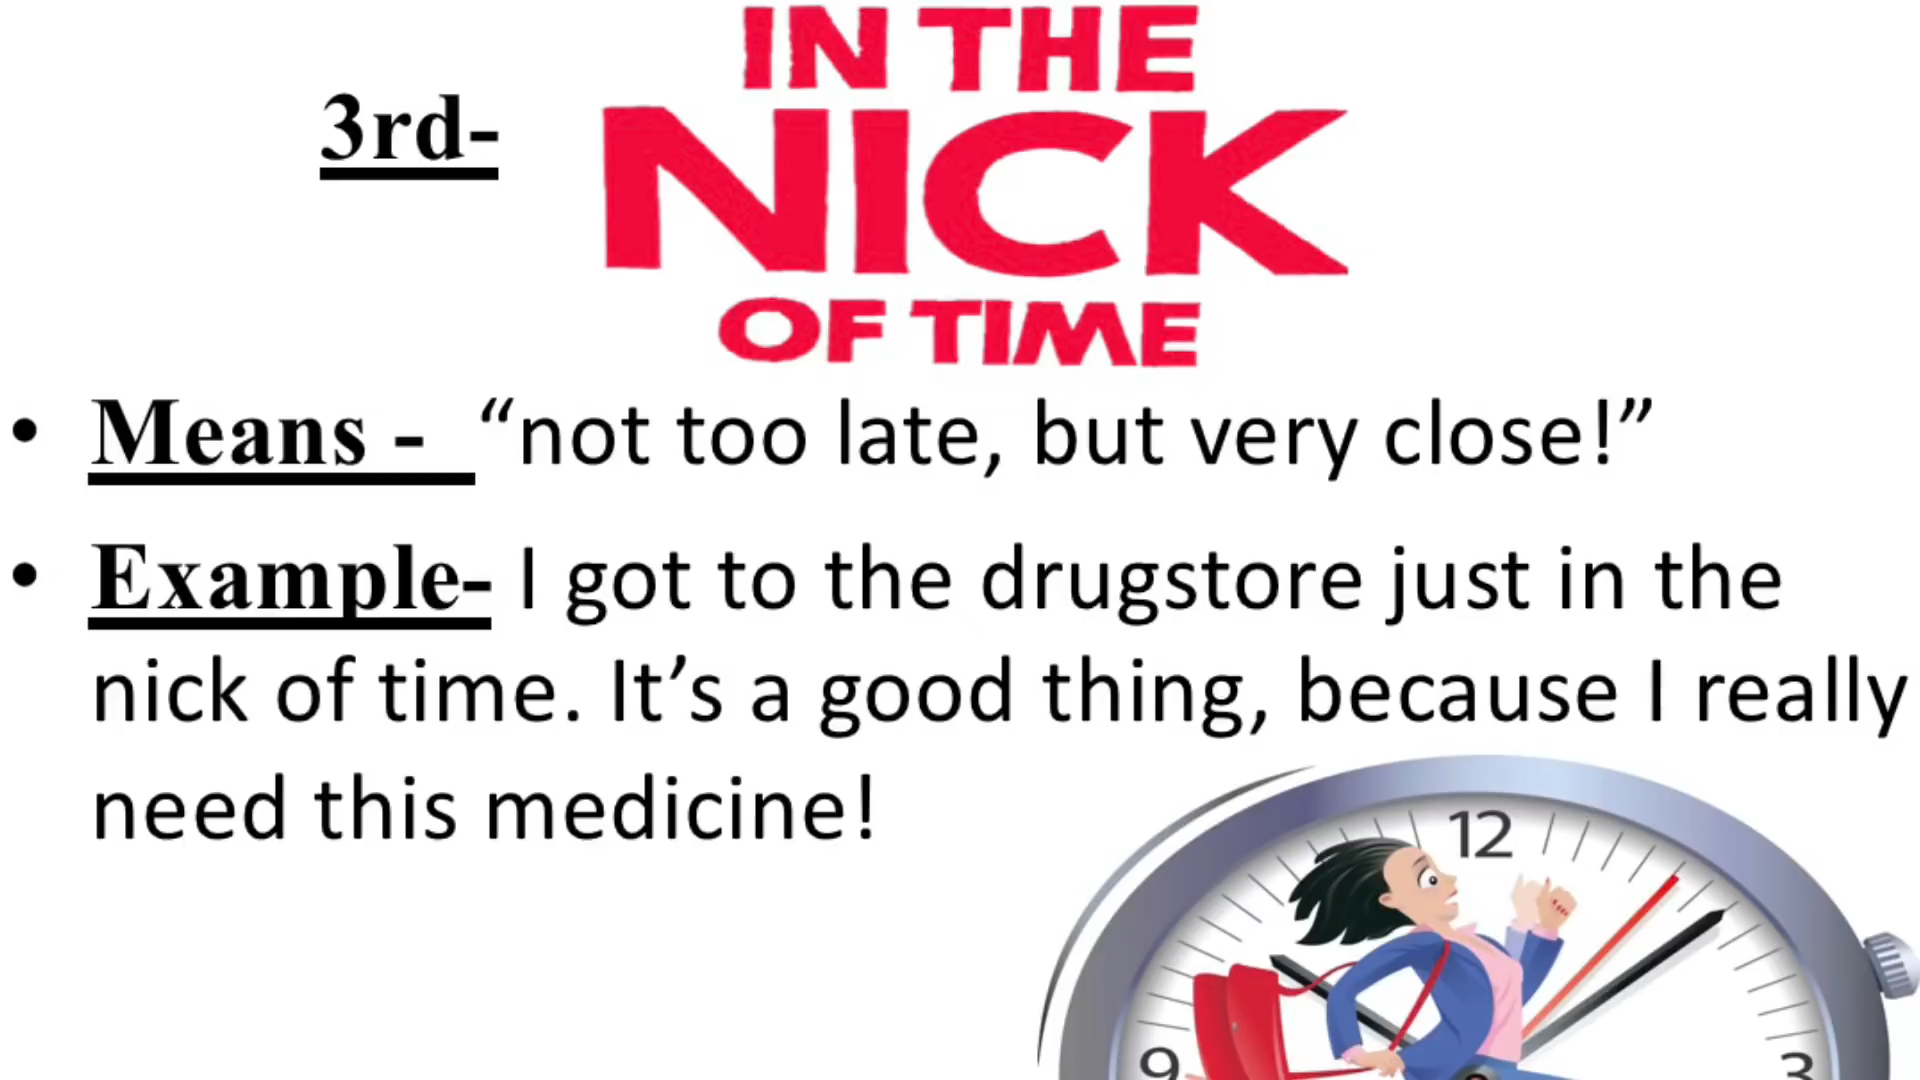 IN THE
3rd-
NICK
OF TIME
• Means - “not too late, but very close!”
• Example- I got to the drugstore just in the
nick of time. It’s a good thing, because I really
need this medicine!
12
9
3